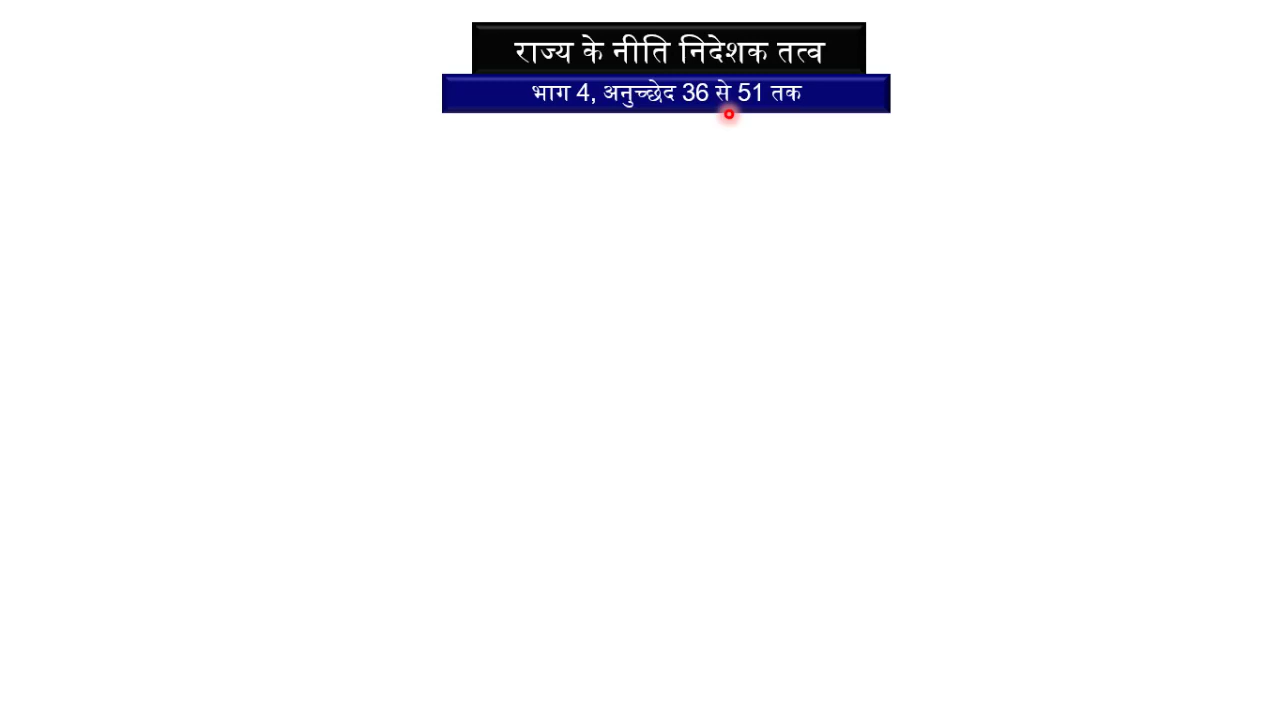 राज्य के नीति निदेशक तत्व
भाग 4, अनुच्छेद 36 से 51 तक